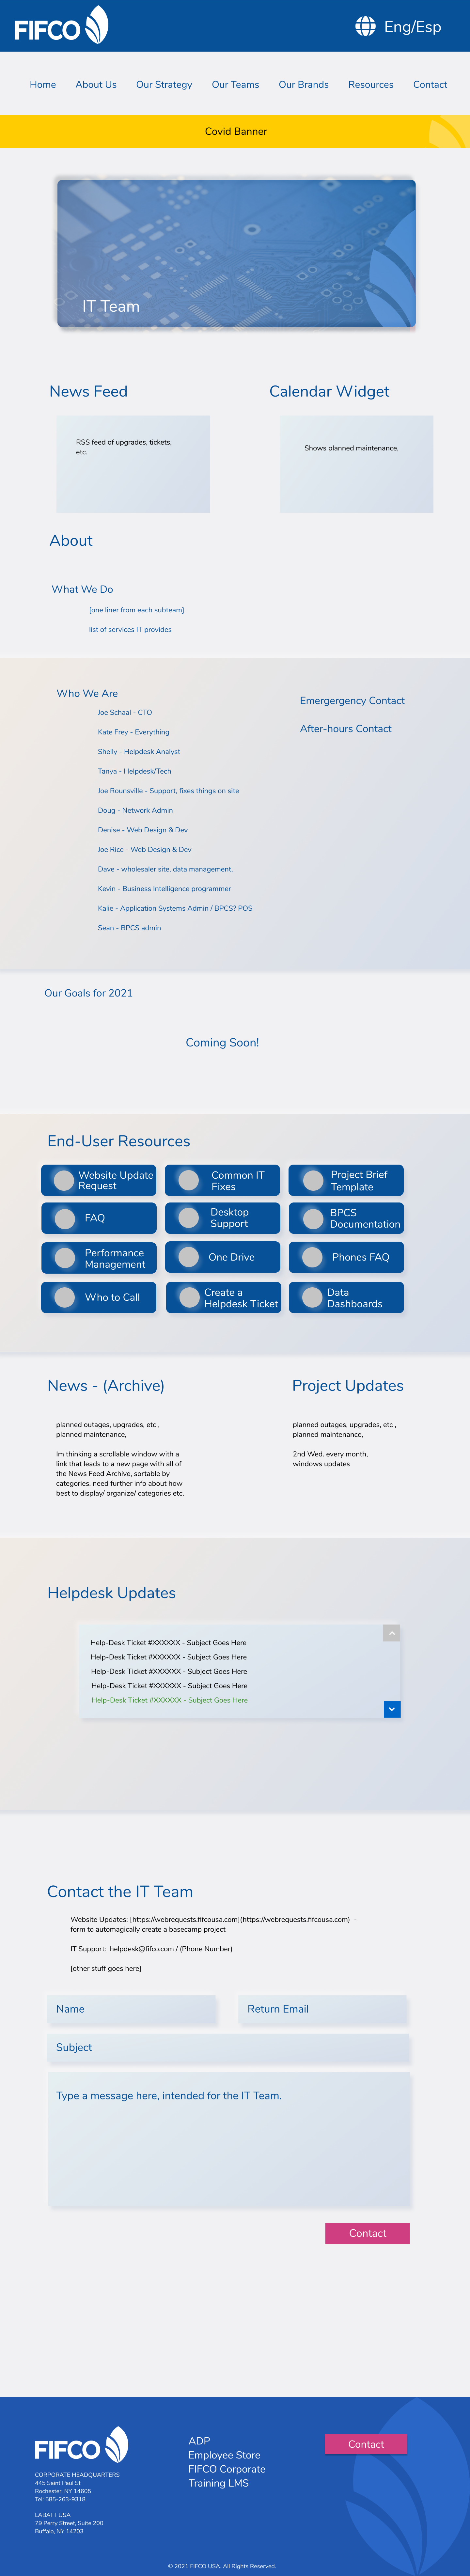 FIFCO
Eng/Esp
Home About Us Our Strategy Our Teams Our Brands Resources Contact
Covid Banner
IT Team
News Feed
RSS feed of upgrades, tickets,
etc.
Calendar Widget
Shows planned maintenance,
About
What We Do
[one liner from each subteam]
list of services IT provides
Who We Are
Joe Schaal - CTO
Kate Frey - Everything
Shelly - Helpdesk Analyst
Tanya - Helpdesk/Tech
Joe Rounsville - Support, fixes things on site
Doug - Network Admin
Denise - Web Design & Dev
Joe Rice - Web Design & Dev
Dave - wholesaler site, data management,
Kevin - Business Intelligence programmer
Kalie - Application Systems Admin / BPCS? POS
Sean - BPCS admin
Emergergency Contact
After-hours Contact
Our Goals for 2021
Coming Soon!
End-User Resources
Website Update
Request
Common IT
Fixes
Project Brief
Template
FAQ
Desktop
Support
BPCS
Documentation
Performance
Management
One Drive
Phones FAQ
Who to Call
Create a
Helpdesk Ticket
Data
Dashboards
News - (Archive)
planned outages, upgrades, etc ,
planned maintenance,
Im thinking a scrollable window with a
link that leads to a new page with all of
the News Feed Archive, sortable by
categories. need further info about how
best to display/ organize/ categories etc.
Project Updates
planned outages, upgrades, etc ,
planned maintenance,
2nd Wed. every month,
windows updates
Helpdesk Updates
Help-Desk Ticket #XXXXXX - Subject Goes Here
Help-Desk Ticket #XXXXXX - Subject Goes Here
Help-Desk Ticket #XXXXXX - Subject Goes Here
Help-Desk Ticket #XXXXXX - Subject Goes Here
Help-Desk Ticket #XXXXXX - Subject Goes Here
Contact the IT Team
Website Updates: [https://webrequests.fifcousa.com](https://webrequests.fifcousa.com) -
form to automagically create a basecamp project
IT Support: helpdesk@fifco.com / (Phone Number)
[other stuff goes here]
Name
Return Email
Subject
Type a message here, intended for the IT Team.
Contact
FIFCO
CORPORATE HEADQUARTERS
445 Saint Paul St
Rochester, NY 14605
Tel: 585-263-9318
LABATT USA
79 Perry Street, Suite 200
Buffalo, NY 14203
ADP
Employee Store
FIFCO Corporate
Training LMS
Contact
© 2021 FIFCO USA. All Rights Reserved.